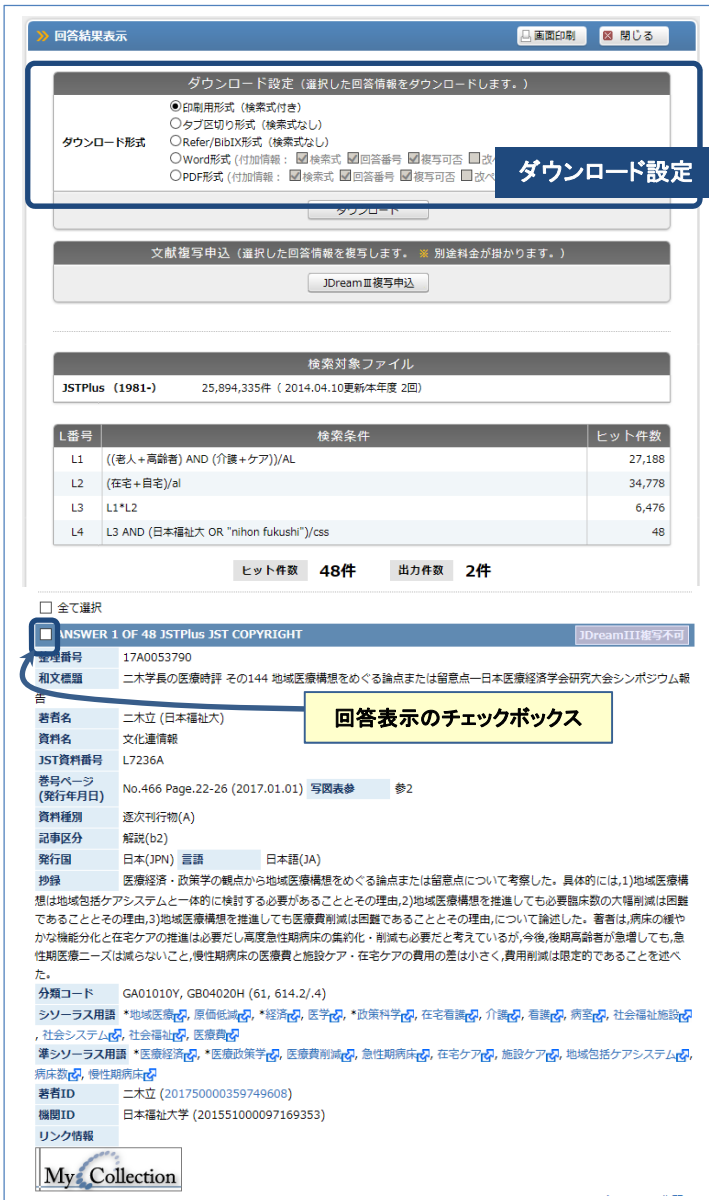 回答結果表示
画面印刷
閉じる
ダウンロード設定（選択した回答情報をダウンロードします。）
ダウンロード形式
印刷用形式（検索式付き）
タブ区切り形式（検索式なし）
Refer/BibIX形式（検索式なし）
Word形式 (付加情報： 検索式 回答番号 複写可否 改ペ
PDF形式 (付加情報： 検索式 回答番号 複写可否 改ペ
ダウンロード設定
ダウンロード
文献複写申込（選択した回答情報を複写します。 ※ 別途料金が掛かります。）
JDreamⅢ複写申込
検索対象ファイル
JSTPlus（1981-） 25,894,335件（ 2014.04.10更新/本年度 2回）
L番号 検索条件 ヒット件数
L1 ((老人+高齢者) AND (介護+ケア))/AL 27,188
L2 (在宅+自宅)/al 34,778
L3 L1*L2 6,476
L4 L3 AND (日本福祉大 OR "nihon fukushi")/css 48
ヒット件数 48件 出力件数 2件
全て選択
ANSWER 1 OF 48 JSTPlus JST COPYRIGHT JDreamIII複写不可
整理番号 17A0053790
和文標題 二木学長の医療時評 その144 地域医療構想をめぐる論点または留意点―日本医療経済学会研究大会シンポジウム報
告
回答表示のチェックボックス
著者名 二木立 (日本福祉大)
資料名 文化連情報
JST資料番号 L7236A
巻号ページ
(発行年月日) No.466 Page.22-26 (2017.01.01) 写図表参 参2
資料種別 逐次刊行物(A)
記事区分 解説(b2)
発行国 日本(JPN) 言語 日本語(JA)
抄録 医療経済・政策学の観点から地域医療構想をめぐる論点または留意点について考察した。具体的には,1)地域医療構
想は地域包括ケアシステムと一体的に検討する必要があることとその理由,2)地域医療構想を推進しても必要病床数の大幅削減は困難
であることとその理由,3)地域医療構想を推進しても医療費削減は困難であることとその理由,について論述した。著者は,病床の緩や
かな機能分化と在宅ケアの推進は必要だし高度急性期病床の集約化・削減も必要だと考えているが,今後,後期高齢者が急増しても,急
性期医療ニーズは減らないこと,慢性期病床の医療費と施設ケア・在宅ケアの費用の差は小さく,費用削減は限定的であることを述べ
た。
分類コード GA01010Y, GB04020H (61, 614.2/.4)
シソーラス用語 *地域医療, 原価低減, *経済, 医学, *政策科学, 在宅看護, 介護, 看護, 病室, 社会福祉施設
, 社会システム, 社会福祉, 医療費
準シソーラス用語 *医療経済, *医療政策学, 医療費削減, 急性期病床, 在宅ケア, 施設ケア, 地域包括ケアシステム,
病床数, 慢性期病床
著者ID 二木立 (201750000359749608)
機関ID 日本福祉大学 (201551000097169353)
リンク情報
My Collection